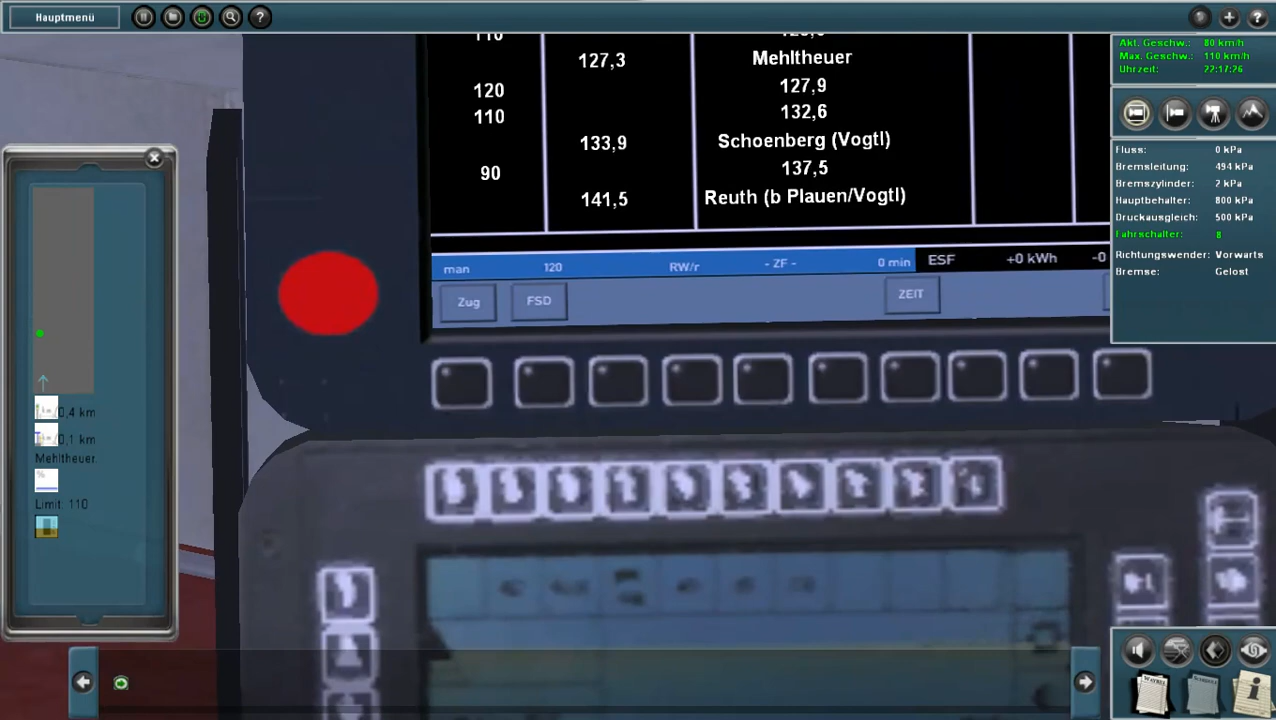 Hauptmenü
?
?
Akt. Geschw.: 80 km/h
Max. Geschw.: 110 km/h
Uhrzeit: 22:17:26
110
127,3 Mehltheuer
120 127,9
110 132,6
133,9 Schoenberg (Vogtl)
90 137,5
141,5 Reuth (b Plauen/Vogtl)
man 120 RW/r - ZF - 0 min ESF +0 kWh -0
Zug FSD ZEIT
Fluss: 0 kPa
Bremsleitung: 494 kPa
Bremszylinder: 2 kPa
Hauptbehalter: 800 kPa
Druckausgleich: 500 kPa
Fahrschalter: 8
Richtungswender: Vorwarts
Bremse: Gelost
0,4 km
0,1 km
Mehltheuer
%
Limit: 110